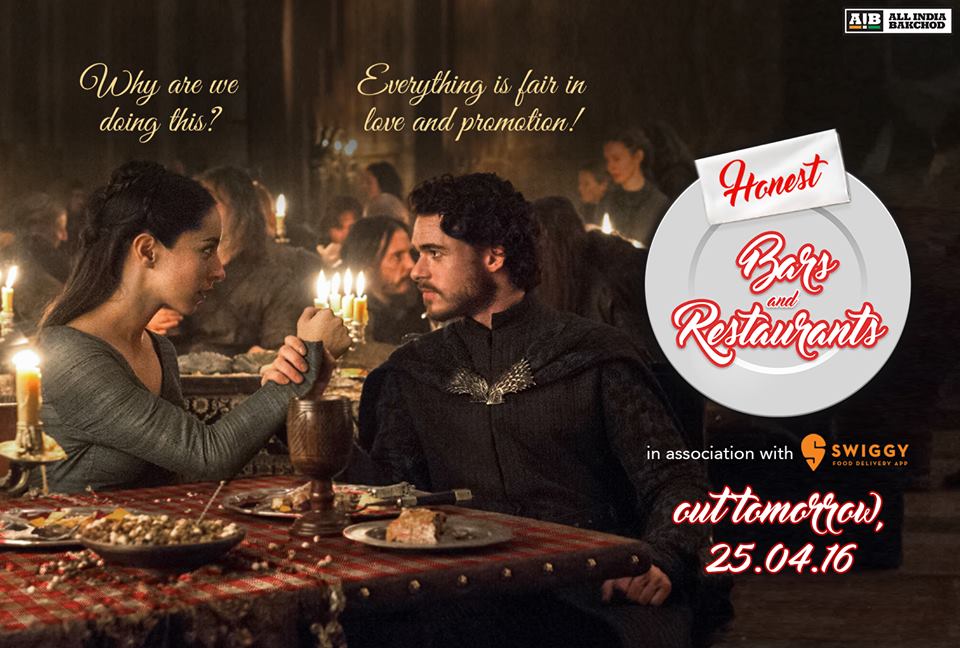 A!B ALL INDIA
BAKCHOD
Why are we
doing this?
Everything is fair in
love and promotion!
Honest
Bars
and
Restaurants
in association with SWIGGY
FOOD DELIVERY APP
out tomorrow,
25.04.16